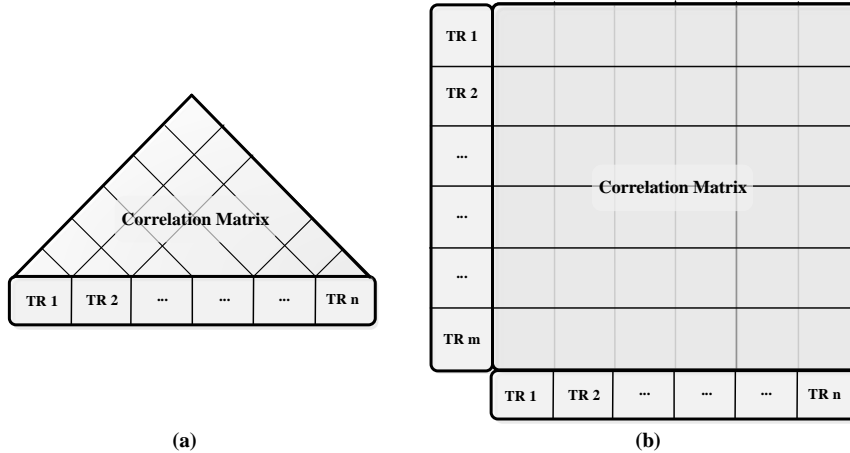 Correlation Matrix
TR 1 TR 2 ... ... ... TR n
(a)
TR 1
TR 2
...
...
...
TR m
Correlation Matrix
TR 1 TR 2 ... ... ... TR n
(b)